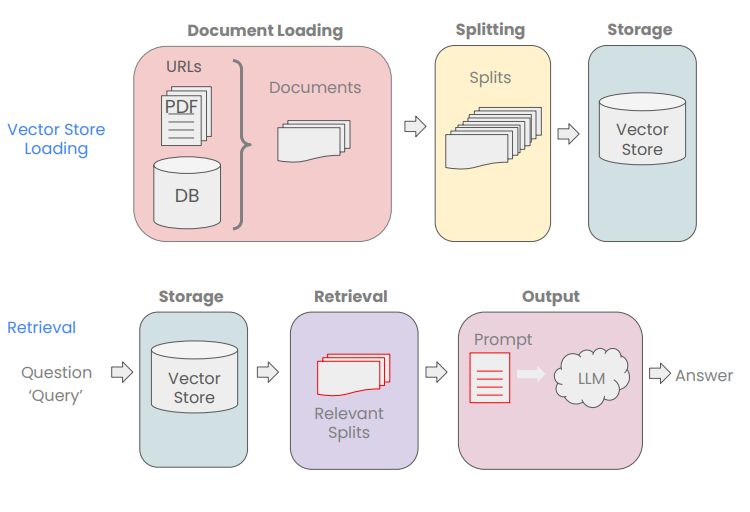 Document Loading
Splitting
Storage
URLs
PDF
DB
Documents
Splits
Vector
Store
Vector Store
Loading
Storage
Retrieval
Output
Retrieval
Question
‘Query’
Vector
Store
Relevant
Splits
Prompt
LLM
Answer